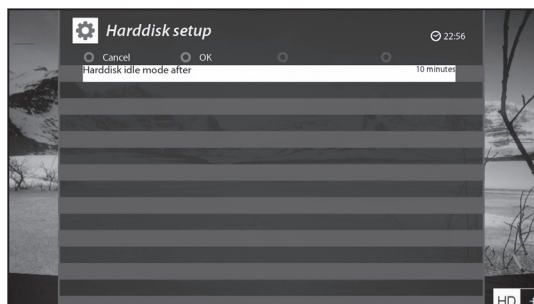 Harddisk setup
22:56
Cancel OK
Harddisk idle mode after 10 minutes
HD